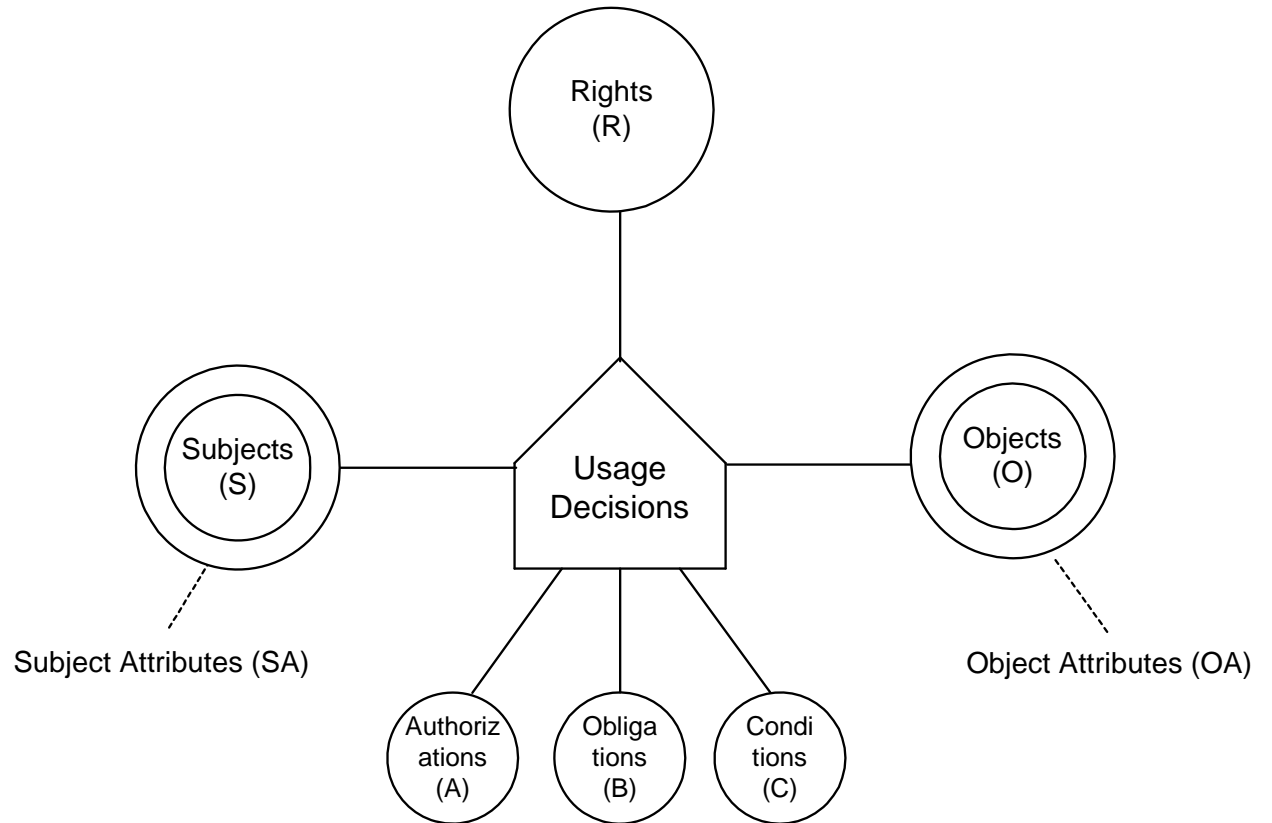 Rights
(R)
Subjects
(S)
Usage
Decisions
Objects
(O)
Subject Attributes (SA)
Object Attributes (OA)
Authoriz
ations
(A)
Obliga
tions
(B)
Condi
tions
(C)